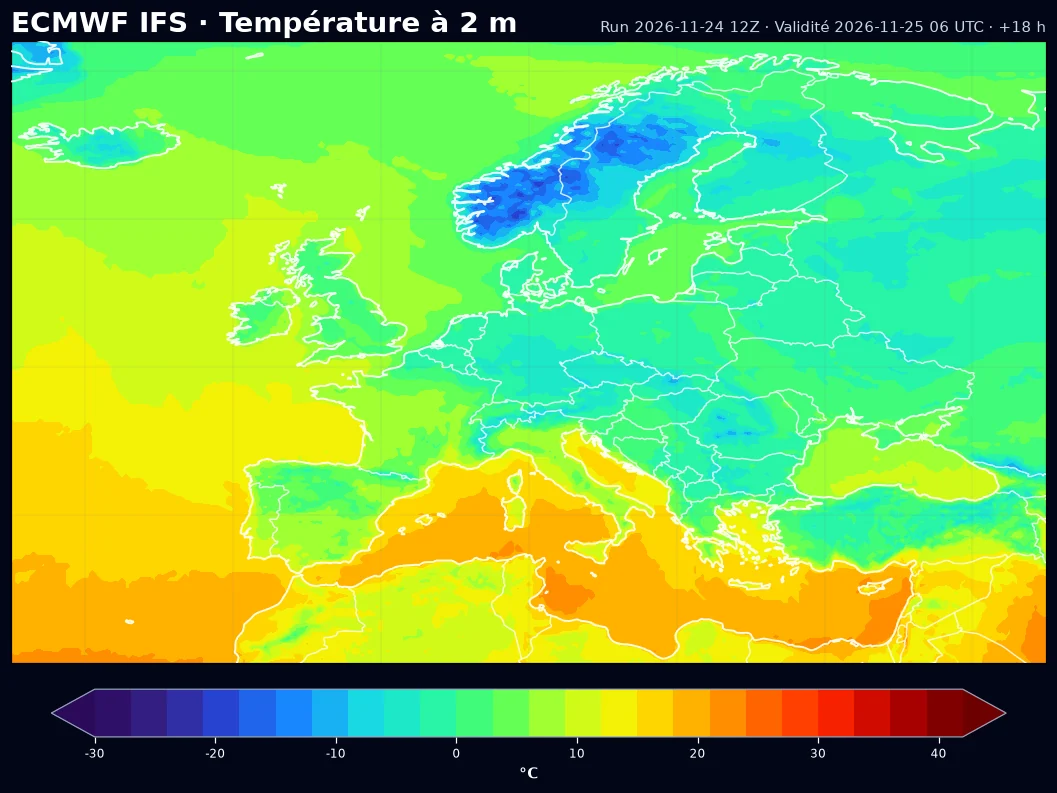 ECMWF IFS · Température à 2 m
Run 2026-11-24 12Z · Validité 2026-11-25 06 UTC · +18 h
-30 -20 -10 0 10 20 30 40
°C